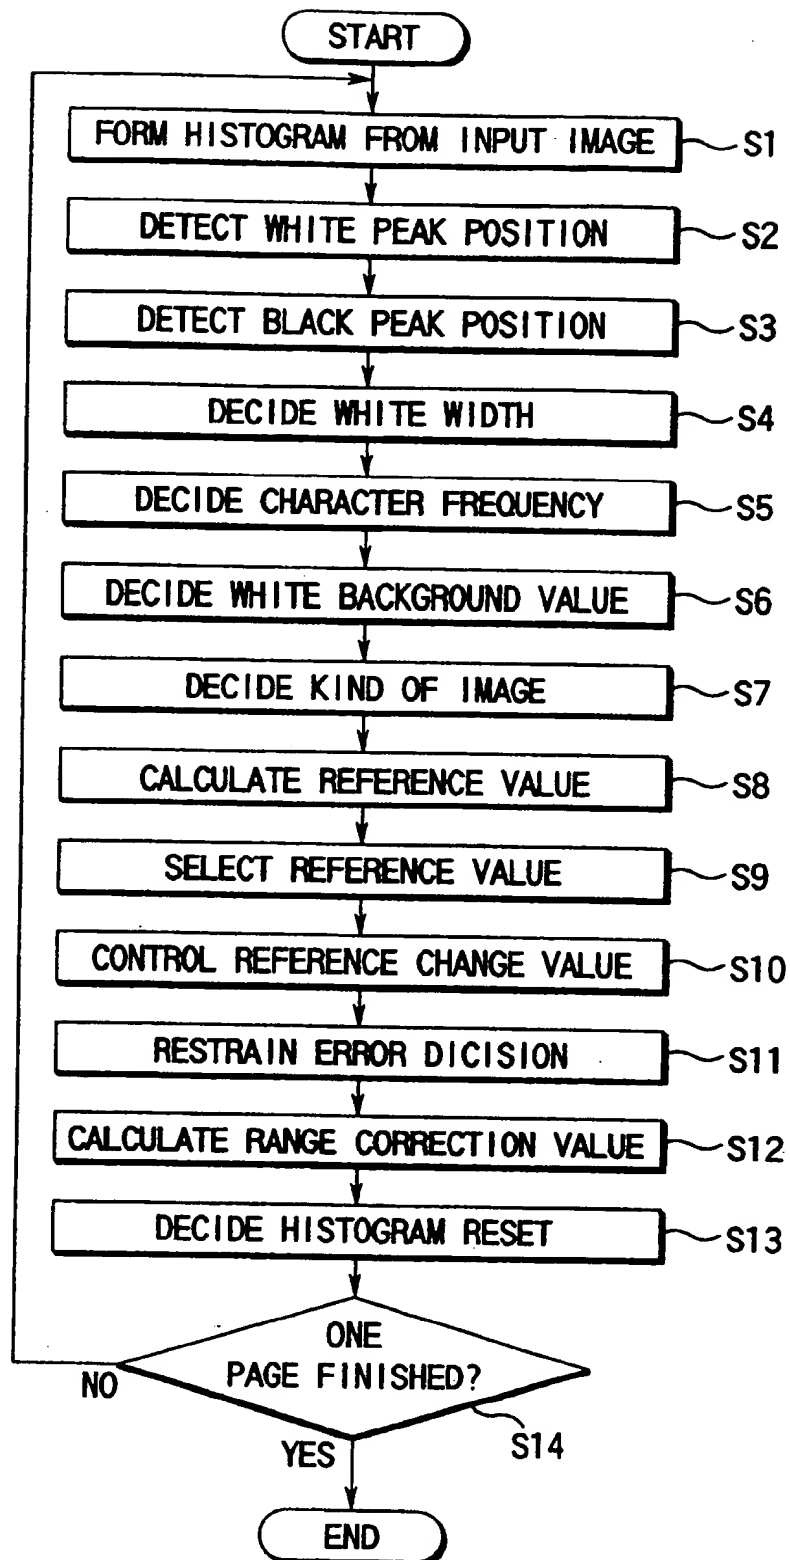 START
FORM HISTOGRAM FROM INPUT IMAGE S1
DETECT WHITE PEAK POSITION S2
DETECT BLACK PEAK POSITION S3
DECIDE WHITE WIDTH S4
DECIDE CHARACTER FREQUENCY S5
DECIDE WHITE BACKGROUND VALUE S6
DECIDE KIND OF IMAGE S7
CALCULATE REFERENCE VALUE S8
SELECT REFERENCE VALUE S9
CONTROL REFERENCE CHANGE VALUE S10
RESTRAIN ERROR DICISION S11
CALCULATE RANGE CORRECTION VALUE S12
DECIDE HISTOGRAM RESET S13
ONE
PAGE FINISHED?
NO
S14
YES
END